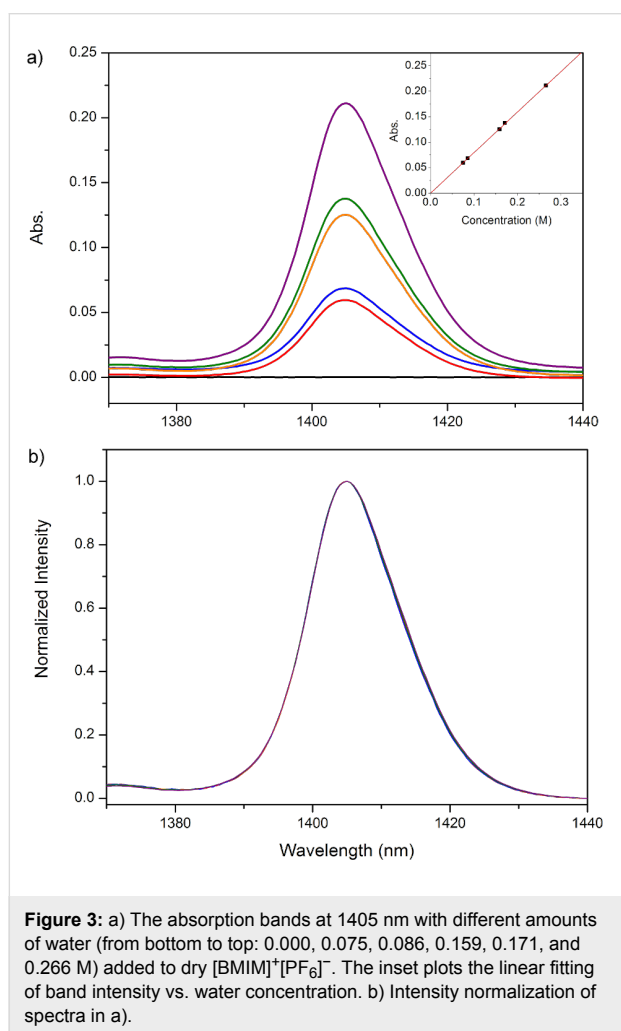 a)
0.25
0.20
0.15
0.10
0.05
0.00
Abs.
1380 1400 1420 1440
0.25
0.20
0.15
0.10
0.05
0.00
Abs.
0.0 0.1 0.2 0.3
Concentration (M)
b)
1.0
0.8
0.6
0.4
0.2
0.0
Normalized Intensity
1380 1400 1420 1440
Wavelength (nm)
Figure 3: a) The absorption bands at 1405 nm with different amounts
of water (from bottom to top: 0.000, 0.075, 0.086, 0.159, 0.171, and
0.266 M) added to dry [BMIM]⁺[PF₆]⁻. The inset plots the linear fitting
of band intensity vs. water concentration. b) Intensity normalization of
spectra in a).